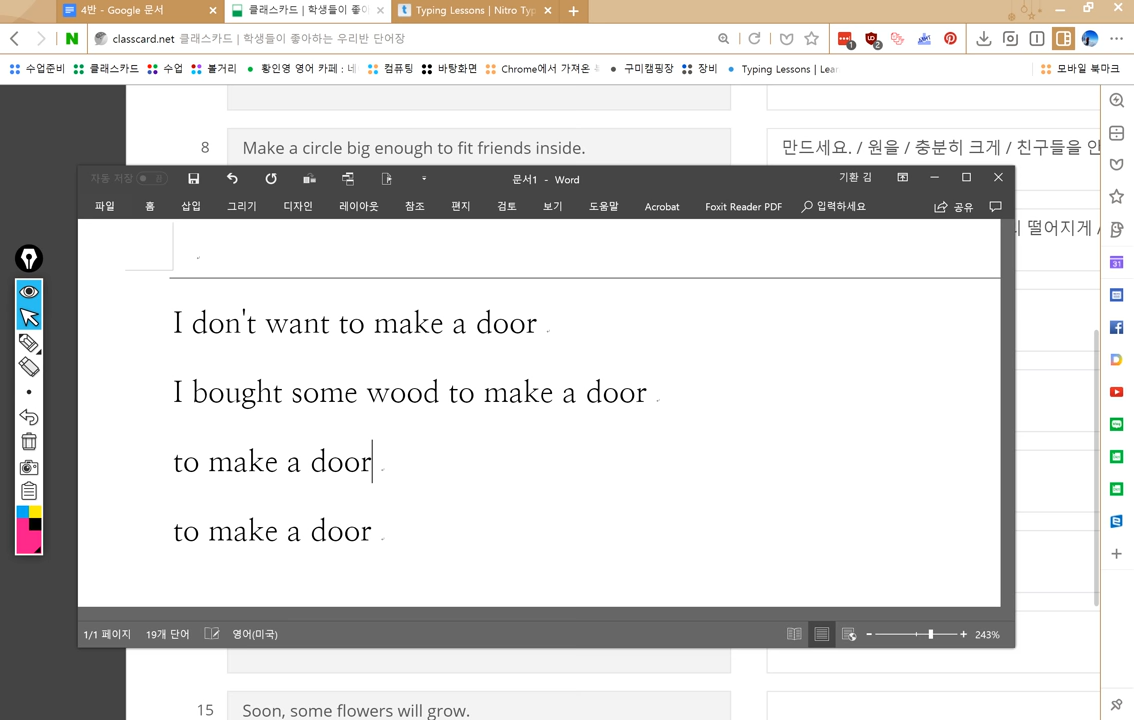 4반 - Google 문서
클래스카드 | 학생들이 좋아
Typing Lessons | Nitro Typ
classcard.net 클래스카드 | 학생들이 좋아하는 우리반 단어장
수업준비 클래스카드 수업 볼거리 황인영 영어 카페 : 네 컴퓨팅 바탕화면 Chrome에서 가져온 구미캠핑장 장비 Typing Lessons | Lear 모바일 북마크
8 Make a circle big enough to fit friends inside. 만드세요. / 원을 / 충분히 크게 / 친구들을 안
자동 저장 문서1 - Word 기환 김
파일 홈 삽입 그리기 디자인 레이아웃 참조 편지 검토 보기 도움말 Acrobat Foxit Reader PDF 입력하세요 공유
떨어지게 /
I don't want to make a door
I bought some wood to make a door
to make a door
to make a door
1/1 페이지 19개 단어 영어(미국) 243%
15 Soon, some flowers will grow.